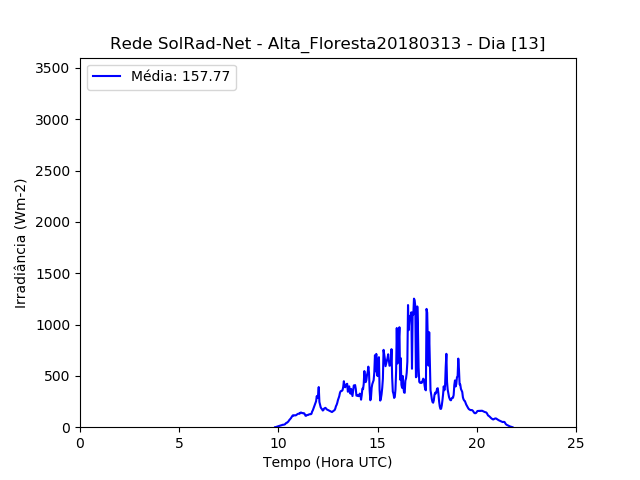 Rede SolRad-Net - Alta_Floresta20180313 - Dia [13]
Média: 157.77
3500
3000
2500
2000
1500
1000
500
0
Irradiância (Wm-2)
0 5 10 15 20 25
Tempo (Hora UTC)